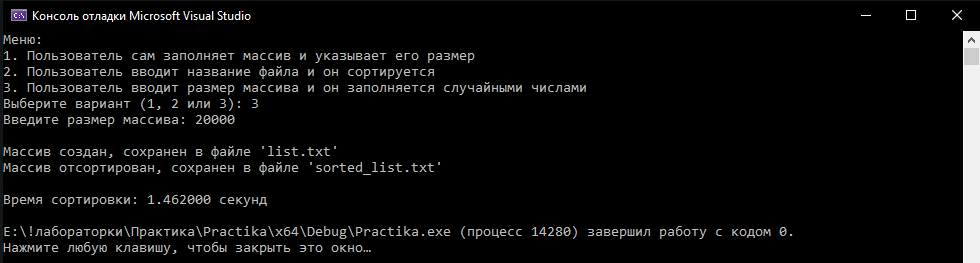 Консоль отладки Microsoft Visual Studio
Меню:
1. Пользователь сам заполняет массив и указывает его размер
2. Пользователь вводит название файла и он сортируется
3. Пользователь вводит размер массива и он заполняется случайными числами
Выберите вариант (1, 2 или 3): 3
Введите размер массива: 20000
Массив создан, сохранен в файле 'list.txt'
Массив отсортирован, сохранен в файле 'sorted_list.txt'
Время сортировки: 1.462000 секунд
E:\!лабораторки\Практика\Practika\x64\Debug\Practika.exe (процесс 14280) завершил работу с кодом 0.
Нажмите любую клавишу, чтобы закрыть это окно…